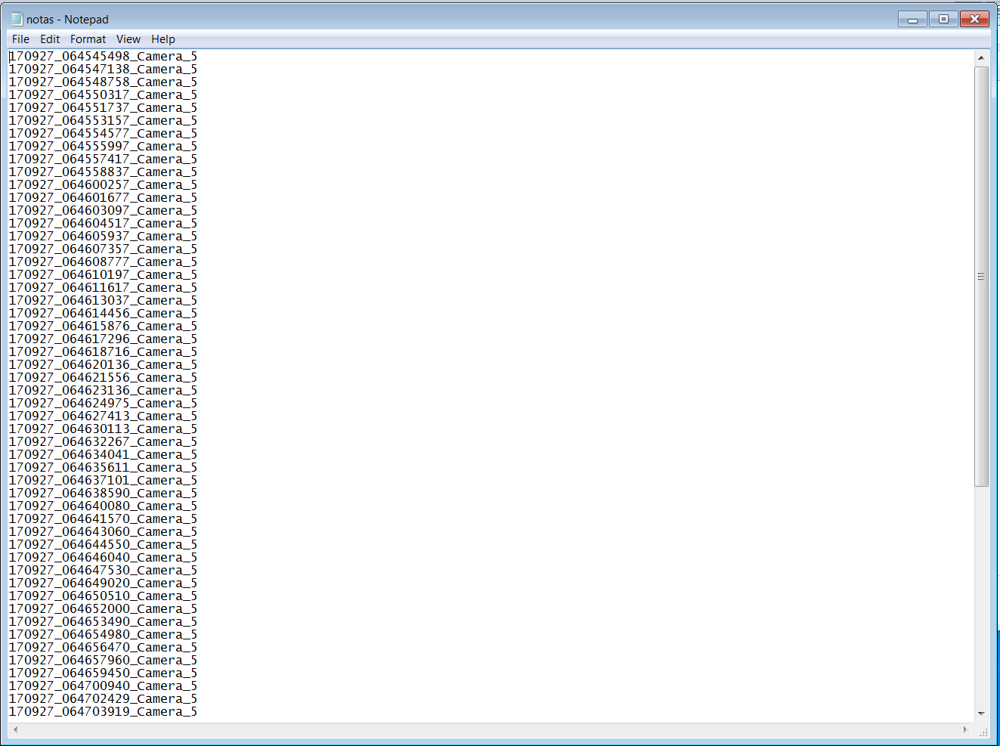 notas - Notepad
File Edit Format View Help
170927_064545498_Camera_5
170927_064547138_Camera_5
170927_064548758_Camera_5
170927_064550317_Camera_5
170927_064551737_Camera_5
170927_064553157_Camera_5
170927_064554577_Camera_5
170927_064555997_Camera_5
170927_064557417_Camera_5
170927_064558837_Camera_5
170927_064600257_Camera_5
170927_064601677_Camera_5
170927_064603097_Camera_5
170927_064604517_Camera_5
170927_064605937_Camera_5
170927_064607357_Camera_5
170927_064608777_Camera_5
170927_064610197_Camera_5
170927_064611617_Camera_5
170927_064613037_Camera_5
170927_064614456_Camera_5
170927_064615876_Camera_5
170927_064617296_Camera_5
170927_064618716_Camera_5
170927_064620136_Camera_5
170927_064621556_Camera_5
170927_064623136_Camera_5
170927_064624975_Camera_5
170927_064627413_Camera_5
170927_064630113_Camera_5
170927_064632267_Camera_5
170927_064634041_Camera_5
170927_064635611_Camera_5
170927_064637101_Camera_5
170927_064638590_Camera_5
170927_064640080_Camera_5
170927_064641570_Camera_5
170927_064643060_Camera_5
170927_064644550_Camera_5
170927_064646040_Camera_5
170927_064647530_Camera_5
170927_064649020_Camera_5
170927_064650510_Camera_5
170927_064652000_Camera_5
170927_064653490_Camera_5
170927_064654980_Camera_5
170927_064656470_Camera_5
170927_064657960_Camera_5
170927_064659450_Camera_5
170927_064700940_Camera_5
170927_064702429_Camera_5
170927_064703919_Camera_5